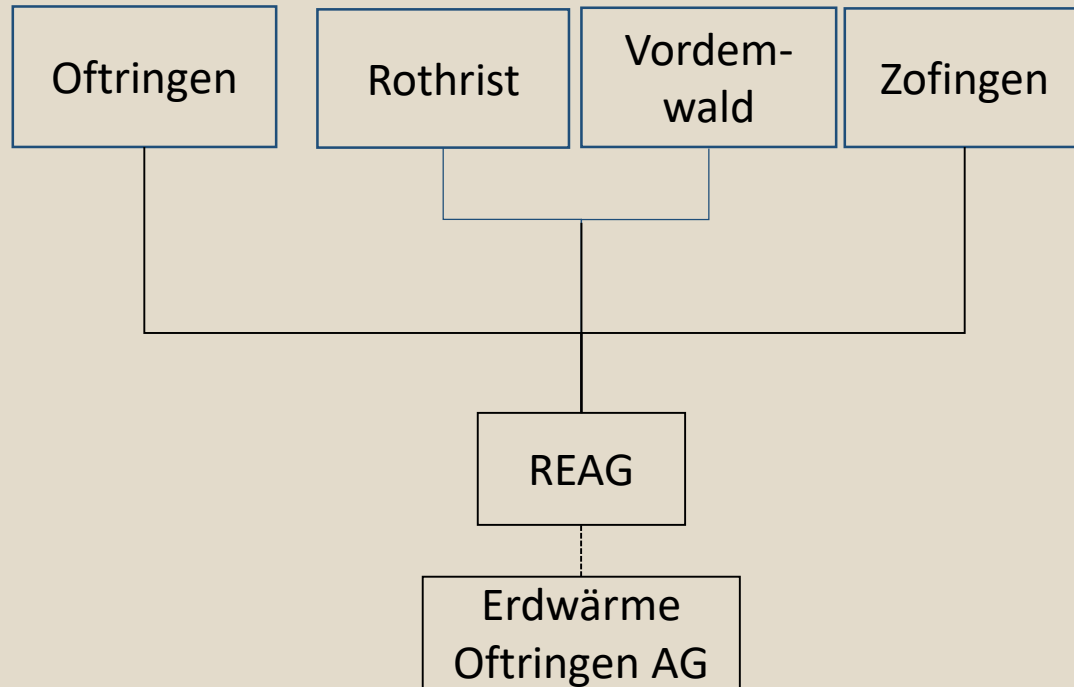 Oftringen
Rothrist
Vordem-
wald
Zofingen
REAG
Erdwärme
Oftringen AG